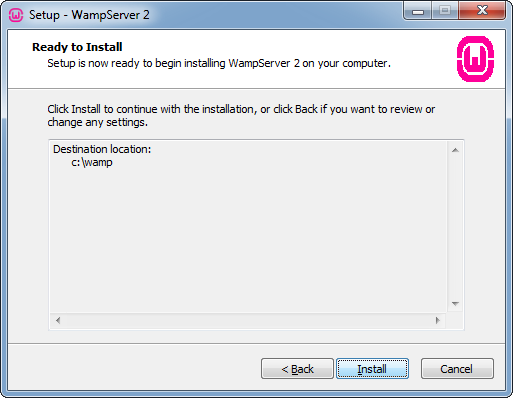 Setup - WampServer 2
Ready to Install
Setup is now ready to begin installing WampServer 2 on your computer.
W
Click Install to continue with the installation, or click Back if you want to review or
change any settings.
Destination location:
c:\wamp
< Back
Install
Cancel